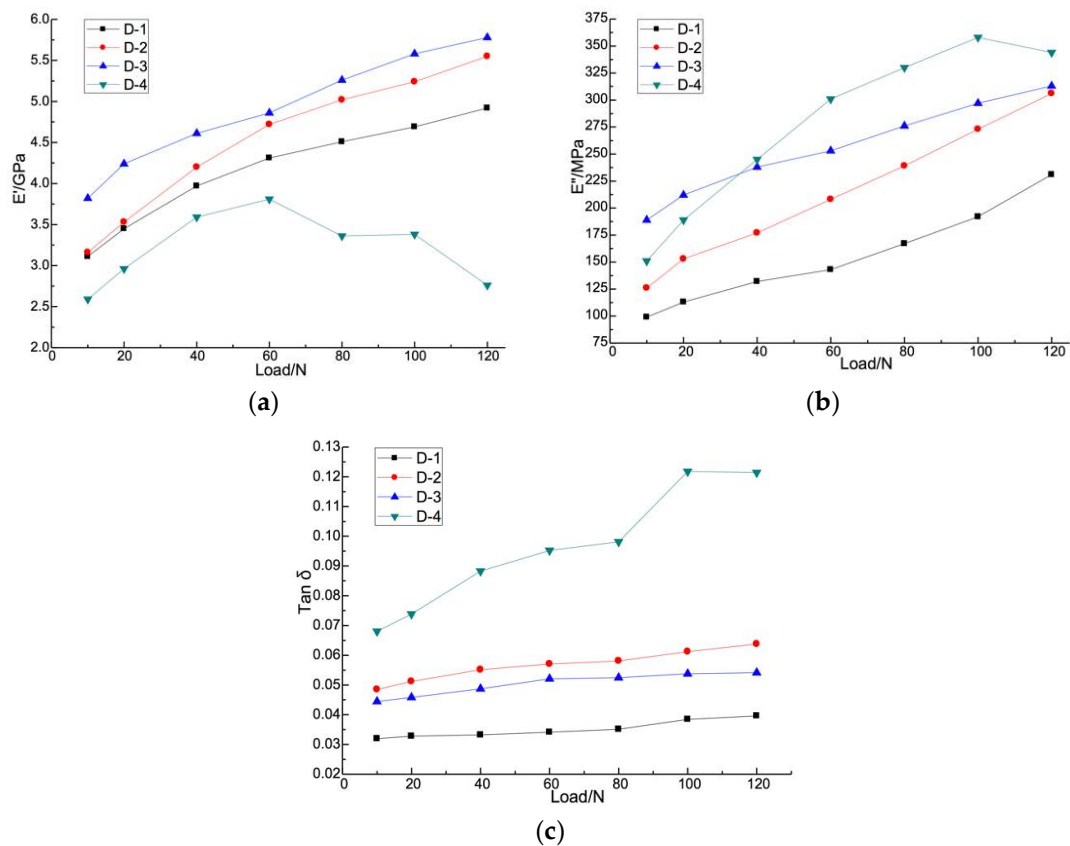 6.0
5.5
5.0
4.5
4.0
3.5
3.0
2.5
2.0
E'/GPa
D-1
D-2
D-3
D-4
0 20 40 60 80 100 120
Load/N
(a)
375
350
325
300
275
250
225
200
175
150
125
100
75
E''/MPa
D-1
D-2
D-3
D-4
0 20 40 60 80 100 120
Load/N
(b)
0.13
0.12
0.11
0.10
0.09
0.08
0.07
0.06
0.05
0.04
0.03
0.02
Tan δ
D-1
D-2
D-3
D-4
0 20 40 60 80 100 120
Load/N
(c)